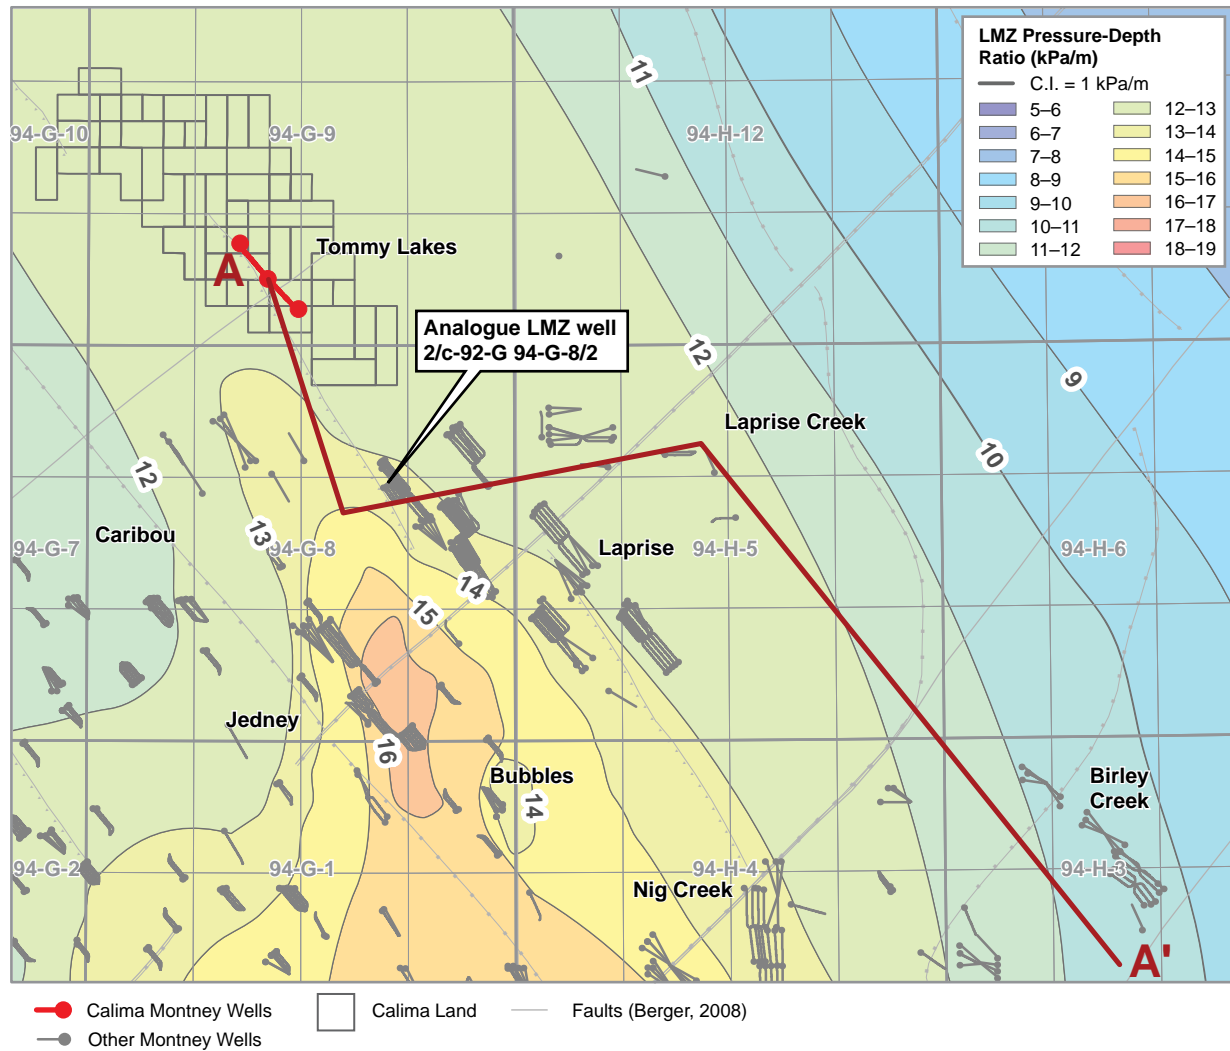 LMZ Pressure-Depth
Ratio (kPa/m)
C.I. = 1 kPa/m
5–6
6–7
7–8
8–9
9–10
10–11
11–12
12–13
13–14
14–15
15–16
16–17
17–18
18–19
11
94-G-10
94-G-9
94-H-12
Tommy Lakes
A
Analogue LMZ well
2/c-92-G 94-G-8/2
12
9
Laprise Creek
10
12
Caribou
13
94-G-7
94-G-8
Laprise
94-H-5
94-H-6
14
15
Jedney
16
Bubbles
14
Birley
Creek
94-G-2
94-G-1
94-H-4
94-H-3
Nig Creek
A'
Calima Montney Wells
Calima Land
Faults (Berger, 2008)
Other Montney Wells